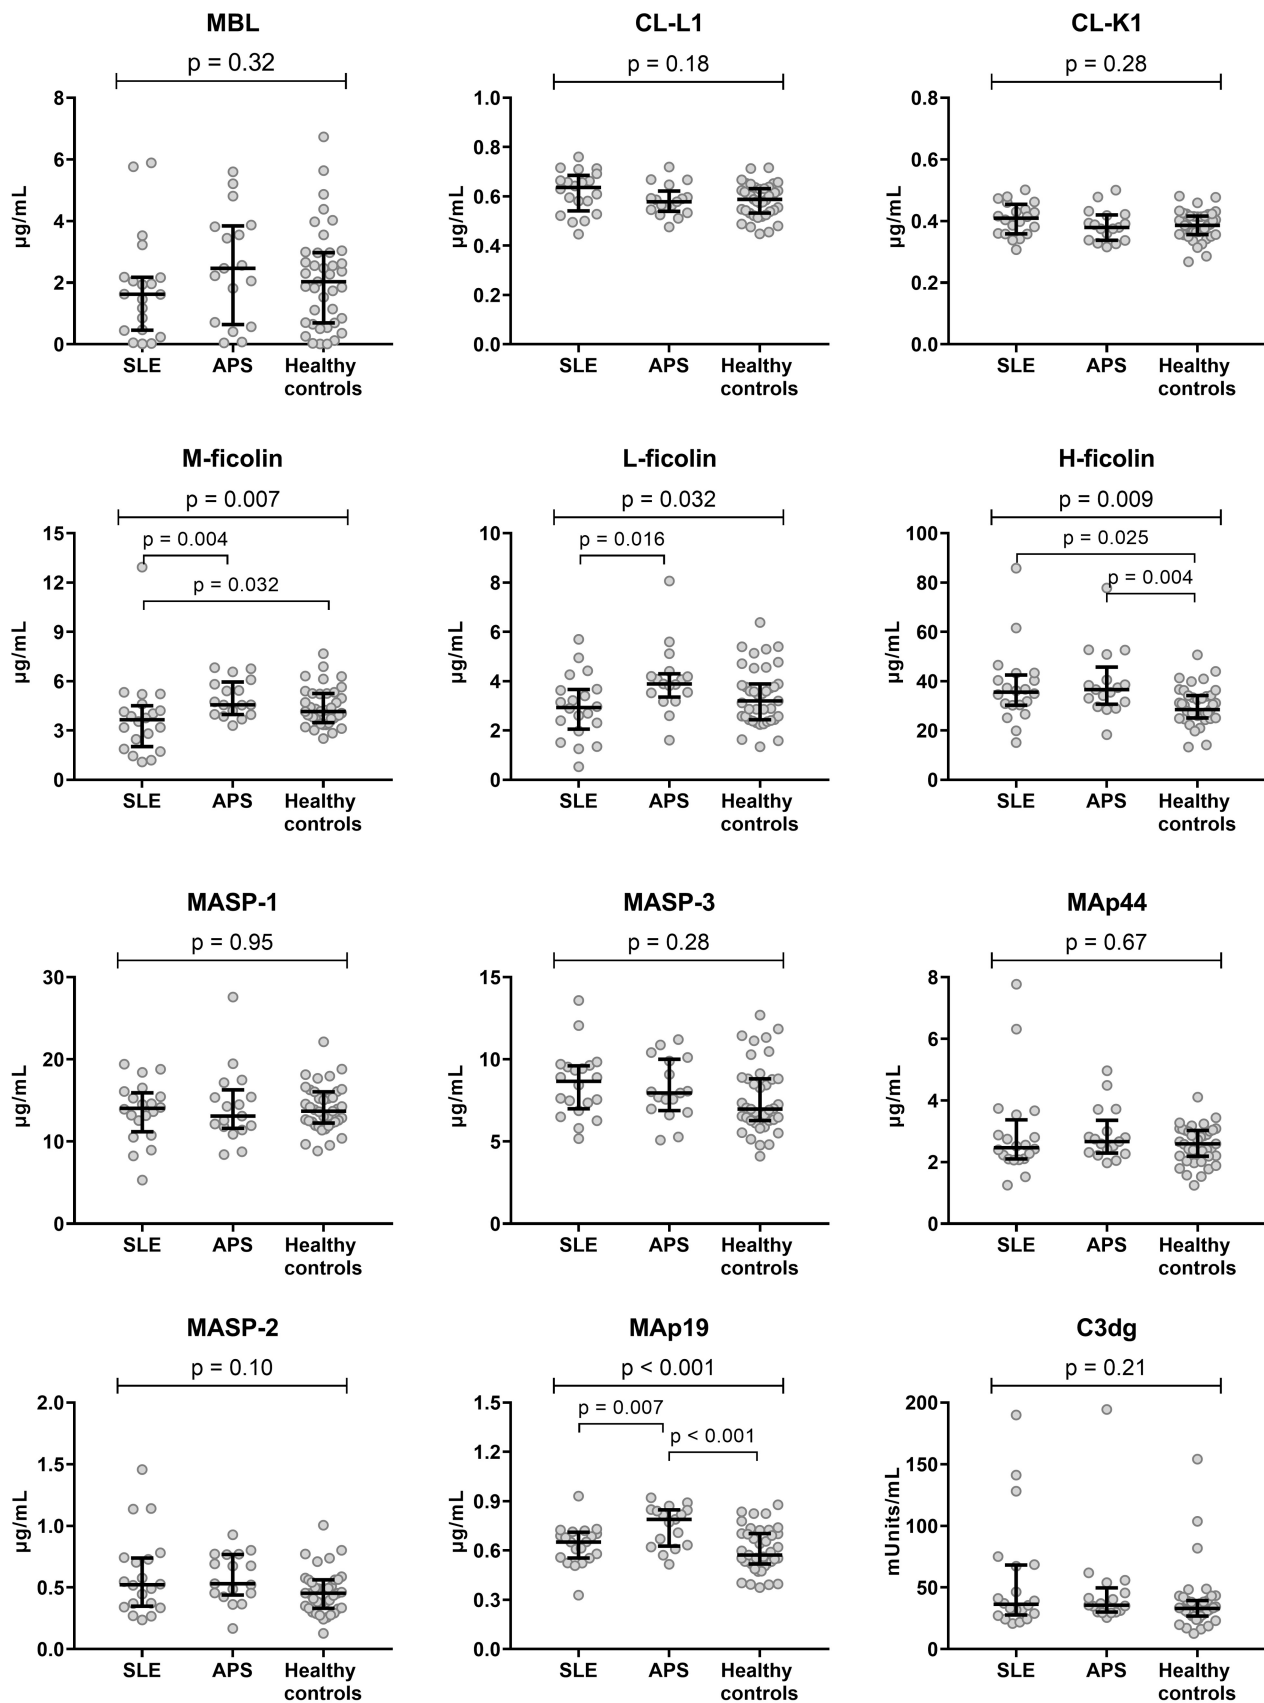 MBL
p = 0.32
8
6
4
2
0
µg/mL
SLE
APS
Healthy
controls
CL-L1
p = 0.18
1.0
0.8
0.6
0.4
0.2
0.0
µg/mL
SLE
APS
Healthy
controls
CL-K1
p = 0.28
0.8
0.6
0.4
0.2
0.0
µg/mL
SLE
APS
Healthy
controls
M-ficolin
p = 0.007
p = 0.004
p = 0.032
15
12
9
6
3
0
µg/mL
SLE
APS
Healthy
controls
L-ficolin
p = 0.032
p = 0.016
10
8
6
4
2
0
µg/mL
SLE
APS
Healthy
controls
H-ficolin
p = 0.009
p = 0.025
p = 0.004
100
80
60
40
20
0
µg/mL
SLE
APS
Healthy
controls
MASP-1
p = 0.95
30
20
10
0
µg/mL
SLE
APS
Healthy
controls
MASP-3
p = 0.28
15
10
5
0
µg/mL
SLE
APS
Healthy
controls
MAp44
p = 0.67
8
6
4
2
0
µg/mL
SLE
APS
Healthy
controls
MASP-2
p = 0.10
2.0
1.5
1.0
0.5
0.0
µg/mL
SLE
APS
Healthy
controls
MAp19
p < 0.001
p = 0.007
p < 0.001
1.5
1.2
0.9
0.6
0.3
0.0
µg/mL
SLE
APS
Healthy
controls
C3dg
p = 0.21
200
150
100
50
0
mUnits/mL
SLE
APS
Healthy
controls